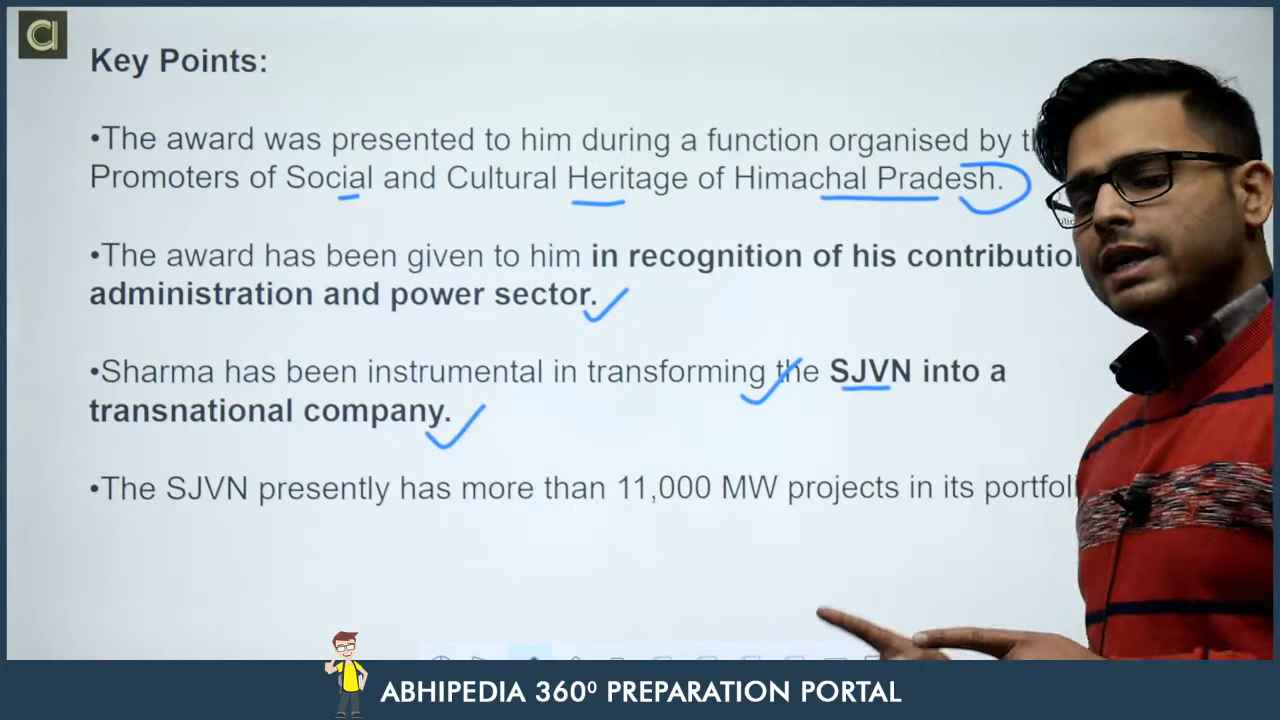 Key Points:
•The award was presented to him during a function organised by
Promoters of Social and Cultural Heritage of Himachal Pradesh.
•The award has been given to him in recognition of his
administration and power sector.
•Sharma has been instrumental in transforming the SJVN into a
transnational company.
•The SJVN presently has more than 11,000 MW projects in its
ABHIPEDIA 360⁰ PREPARATION PORTAL